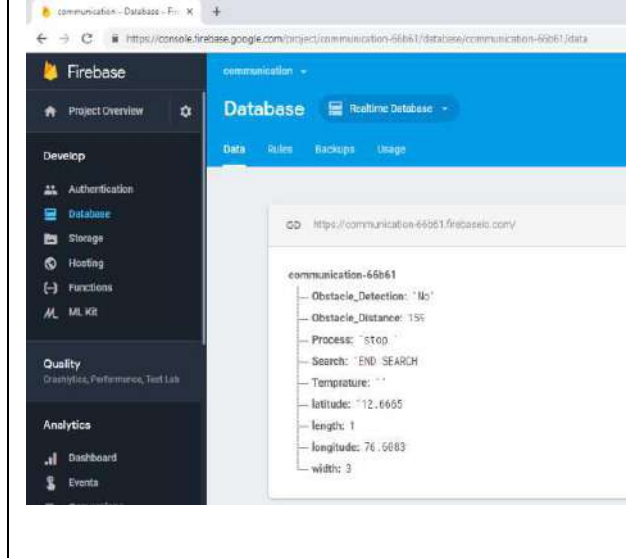 communication - Database - Fir
https://console.firebase.google.com/project/communication-66b61/database/communication-66b61/data
Firebase
communication
Project Overview
Database
Realtime Database
Data Rules Backups Usage
Develop
Authentication
Database
Storage
Hosting
Functions
ML Kit
https://communication-66b61.firebaseio.com/
communication-66b61
Obstacle_Detection: "No"
Obstacle_Distance: 159
Process: "stop "
Search: "END SEARCH
Temprature: ""
latitude: "12.6665
length: 1
longitude: 76.6083
width: 3
Quality
Crashlytics, Performance, Test Lab
Analytics
Dashboard
Events